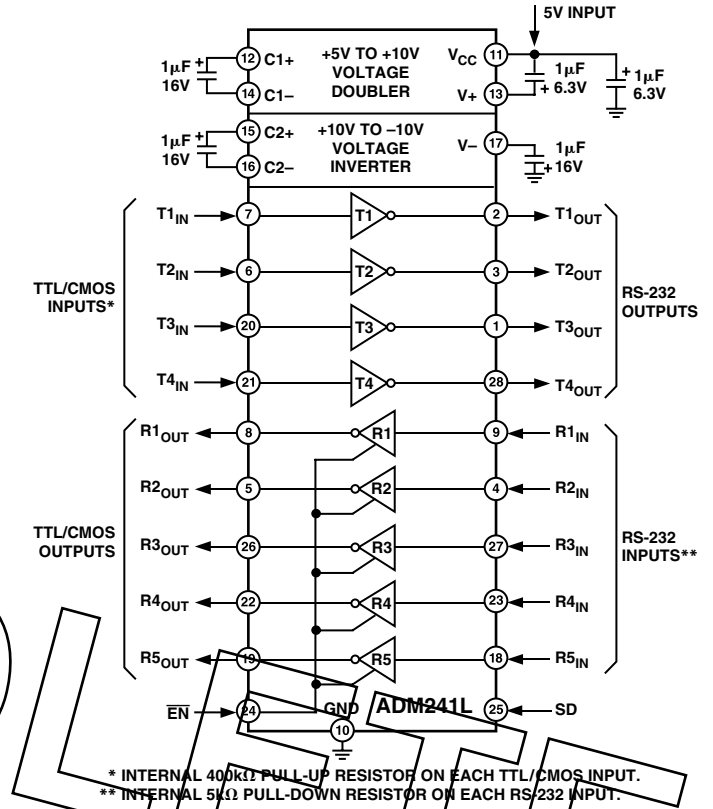 5V INPUT
1µF 16V
12 C1+
14 C1–
+5V TO +10V VOLTAGE DOUBLER
VCC 11
V+ 13
1µF 6.3V
1µF 6.3V
1µF 16V
15 C2+
16 C2–
+10V TO –10V VOLTAGE INVERTER
V– 17
1µF 16V
TTL/CMOS INPUTS*
T1IN 7 T1 2 T1OUT
T2IN 6 T2 3 T2OUT
T3IN 20 T3 1 T3OUT
T4IN 21 T4 28 T4OUT
RS-232 OUTPUTS
TTL/CMOS OUTPUTS
R1OUT 8 R1 9 R1IN
R2OUT 5 R2 4 R2IN
R3OUT 26 R3 27 R3IN
R4OUT 22 R4 23 R4IN
R5OUT 19 R5 18 R5IN
RS-232 INPUTS**
EN 24 GND ADM241L 25 SD
10
* INTERNAL 400kΩ PULL-UP RESISTOR ON EACH TTL/CMOS INPUT.
** INTERNAL 5kΩ PULL-DOWN RESISTOR ON EACH RS-232 INPUT.